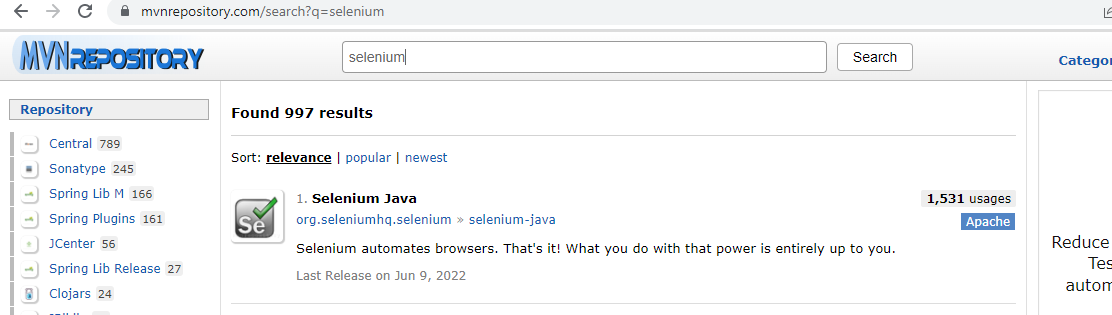 mvnrepository.com/search?q=selenium
MVNREPOSITORY
selenium
Search
Repository
Central 789
Sonatype 245
Spring Lib M 166
Spring Plugins 161
JCenter 56
Spring Lib Release 27
Clojars 24
Found 997 results
Sort: relevance | popular | newest
Se
1. Selenium Java
1,531 usages
org.seleniumhq.selenium » selenium-java
Apache
Selenium automates browsers. That's it! What you do with that power is entirely up to you.
Last Release on Jun 9, 2022
Reduce